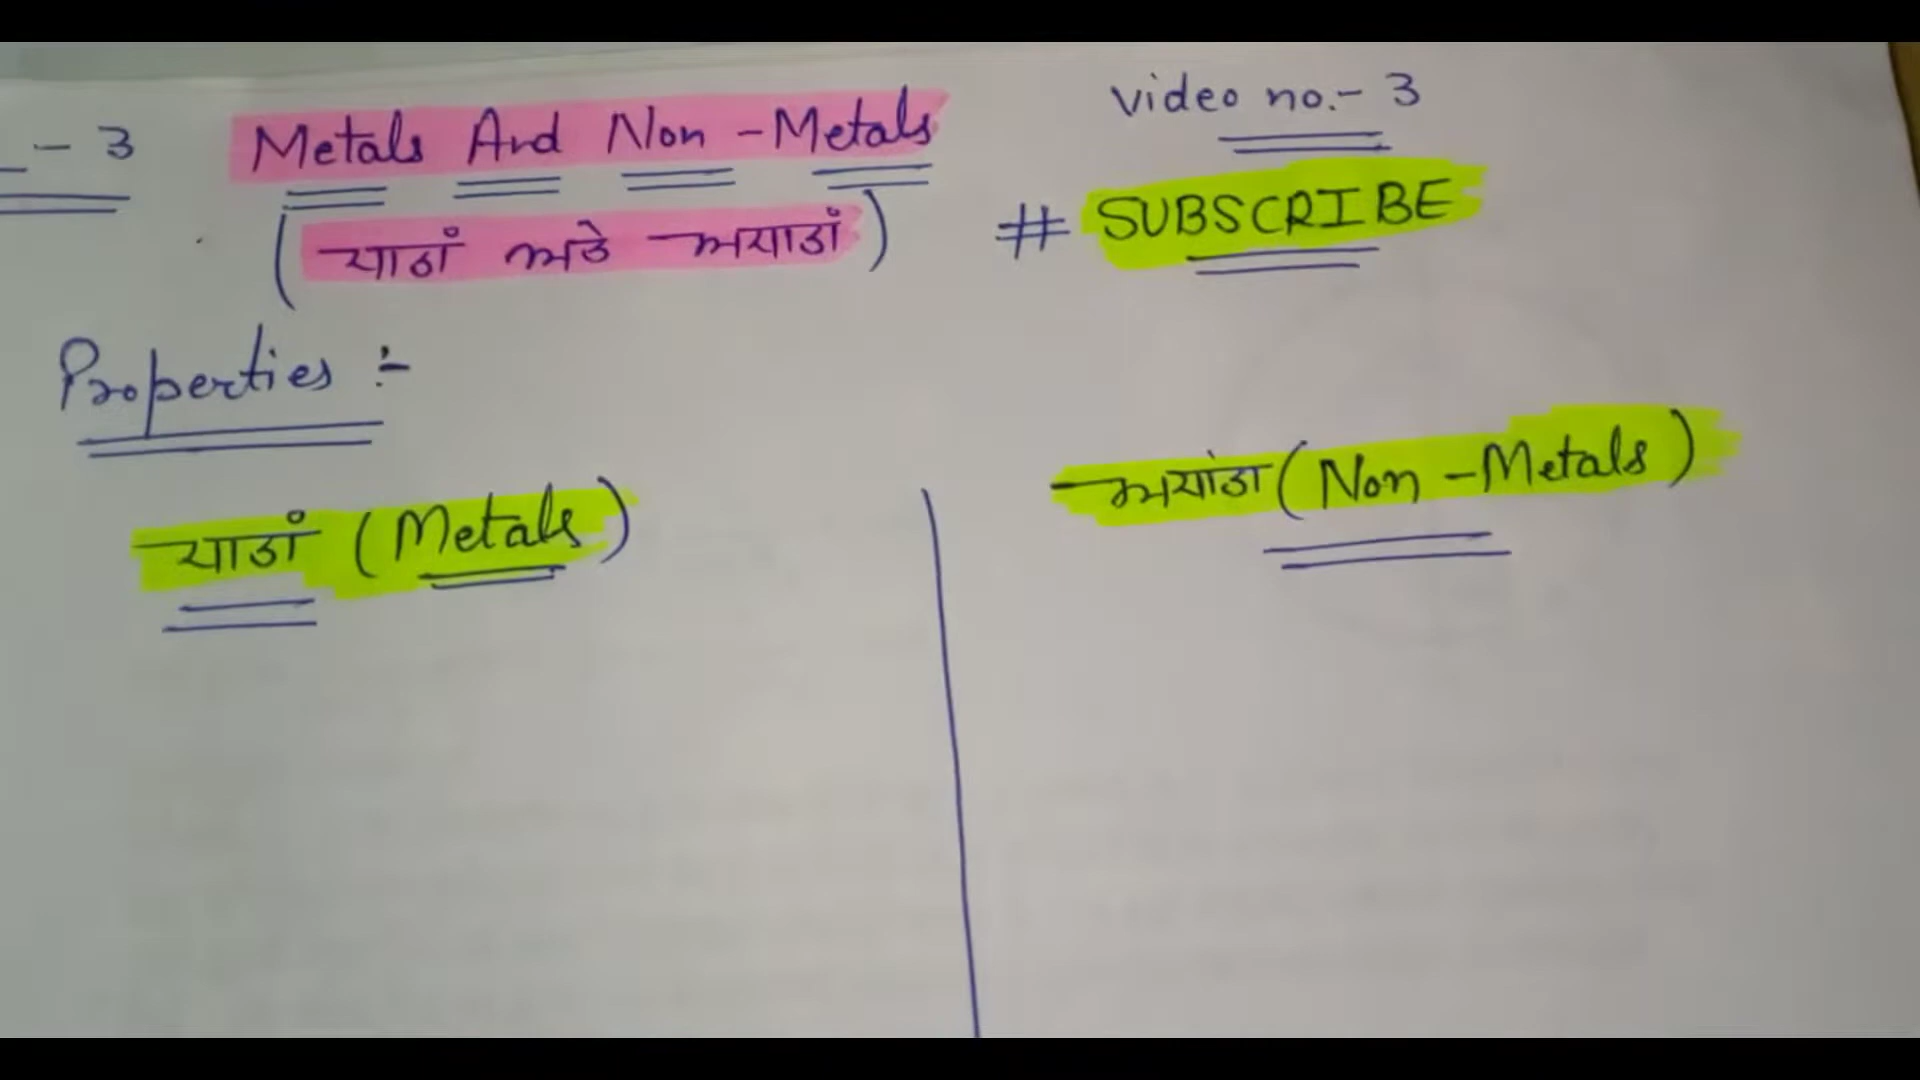 - 3 Metals And Non - Metals
(ਧਾਤਾਂ ਅਤੇ ਅਧਾਤਾਂ)
Video no.- 3
# SUBSCRIBE
Properties :-
ਧਾਤਾਂ (Metals)
ਅਧਾਂਤਾ (Non - Metals)